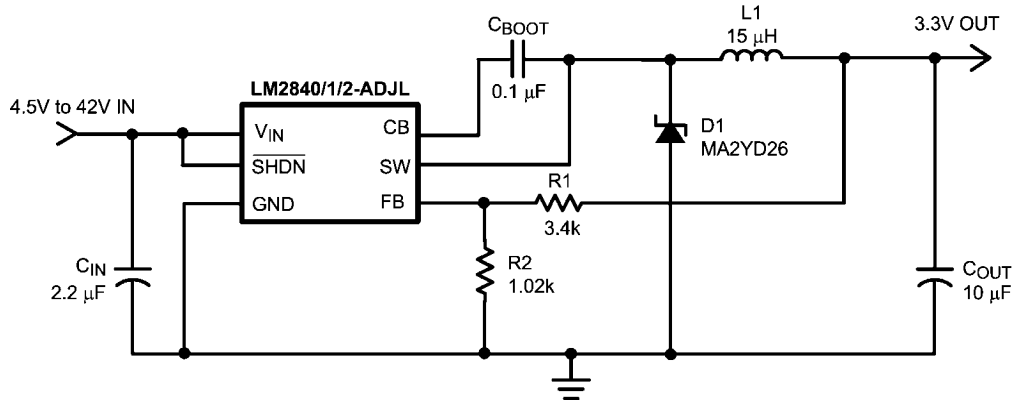 L1
15 µH
3.3V OUT
CBOOT
0.1 µF
LM2840/1/2-ADJL
4.5V to 42V IN
VIN
SHDN
GND
CB
SW
FB
D1
MA2YD26
R1
3.4k
R2
1.02k
CIN
2.2 µF
COUT
10 µF